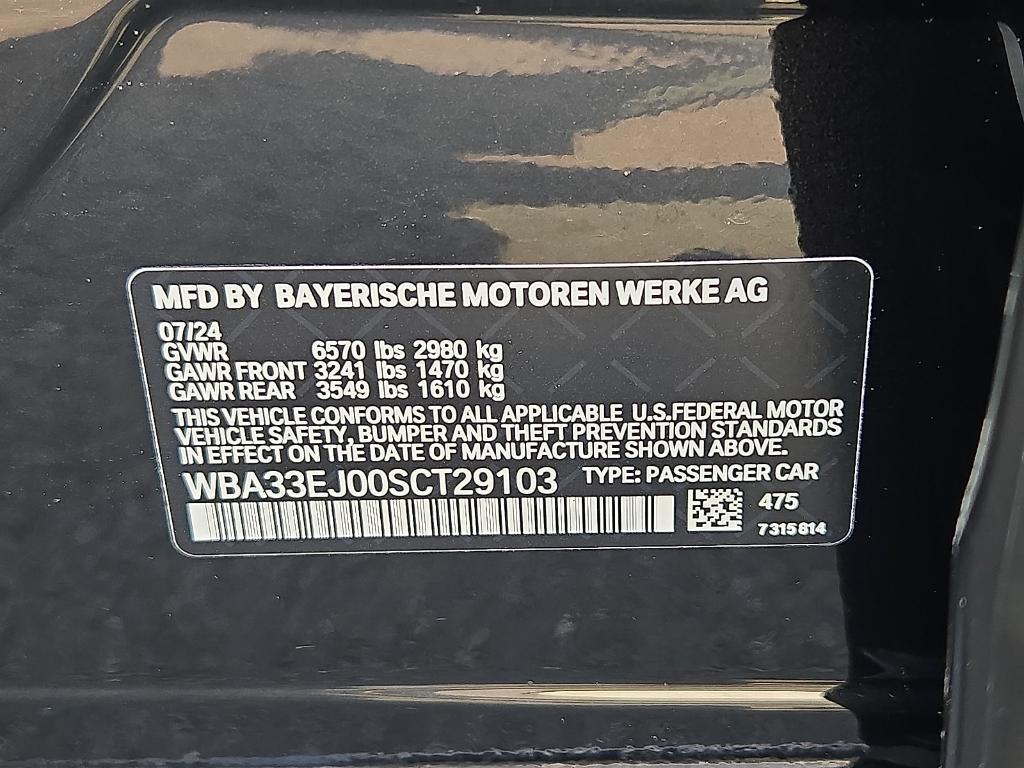 MFD BY BAYERISCHE MOTOREN WERKE AG
07/24
GVWR 6570 lbs 2980 kg
GAWR FRONT 3241 lbs 1470 kg
GAWR REAR 3549 lbs 1610 kg
THIS VEHICLE CONFORMS TO ALL APPLICABLE U.S.FEDERAL MOTOR
VEHICLE SAFETY, BUMPER AND THEFT PREVENTION STANDARDS
IN EFFECT ON THE DATE OF MANUFACTURE SHOWN ABOVE.
WBA33EJ00SCT29103 TYPE: PASSENGER CAR
475
7315814